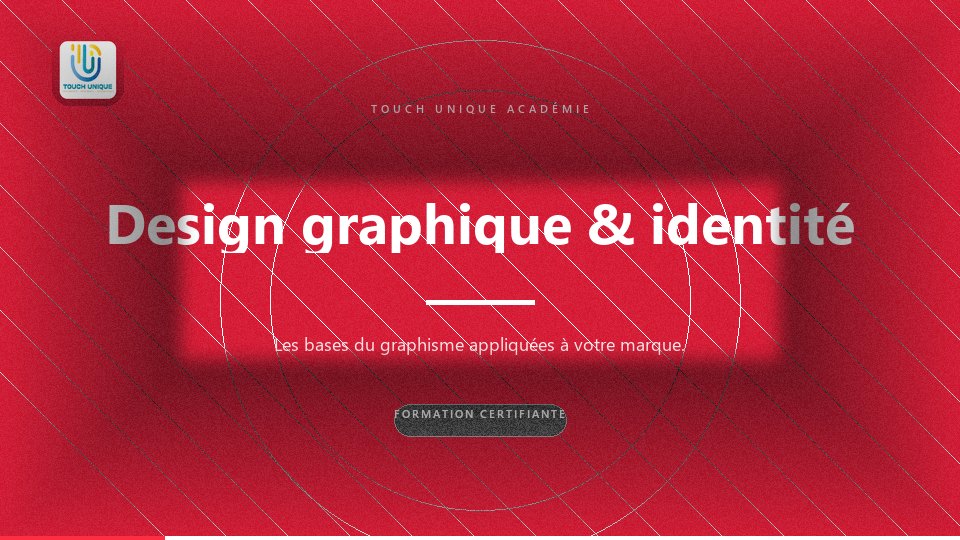 TOUCH UNIQUE
TOUCH UNIQUE ACADÉMIE
Design graphique & identité
Les bases du graphisme appliquées à votre marque.
FORMATION CERTIFIANTE